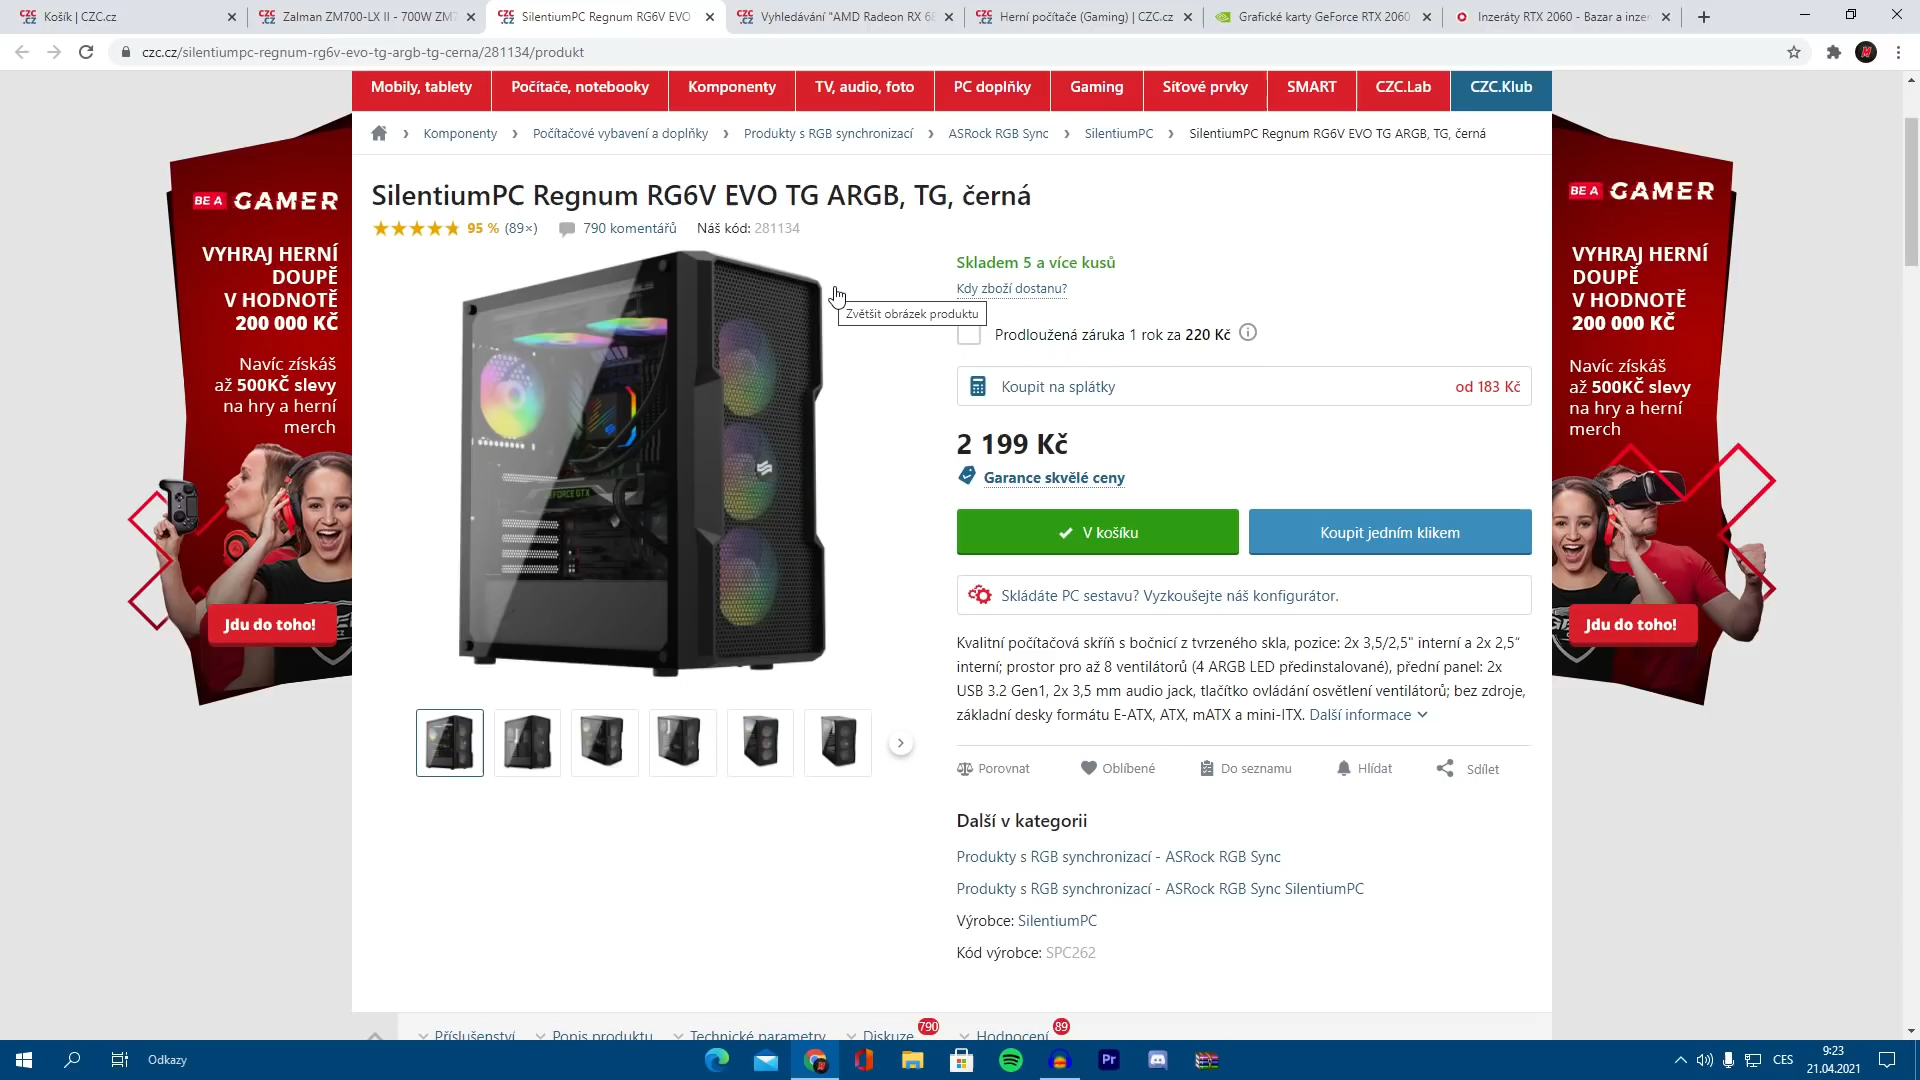 Košík | CZC.cz
Zalman ZM700-LX II - 700W ZM7
SilentiumPC Regnum RG6V EVO
Vyhledávání "AMD Radeon RX 68
Herní počítače (Gaming) | CZC.cz
Grafické karty GeForce RTX 2060
Inzeráty RTX 2060 - Bazar a inzer
czc.cz/silentiumpc-regnum-rg6v-evo-tg-argb-tg-cerna/281134/produkt
Mobily, tablety
Počítače, notebooky
Komponenty
TV, audio, foto
PC doplňky
Gaming
Síťové prvky
SMART
CZC.Lab
CZC.Klub
Komponenty
Počítačové vybavení a doplňky
Produkty s RGB synchronizací
ASRock RGB Sync
SilentiumPC
SilentiumPC Regnum RG6V EVO TG ARGB, TG, černá
SilentiumPC Regnum RG6V EVO TG ARGB, TG, černá
95 % (89×)
790 komentářů
Náš kód: 281134
BE A GAMER
VYHRAJ HERNÍ
DOUPĚ
V HODNOTĚ
200 000 KČ
Navíc získáš
až 500KČ slevy
na hry a herní
merch
Jdu do toho!
GEFORCE GTX
Skladem 5 a více kusů
Kdy zboží dostanu?
Zvětšit obrázek produktu
Prodloužená záruka 1 rok za 220 Kč
Koupit na splátky
od 183 Kč
2 199 Kč
Garance skvělé ceny
V košíku
Koupit jedním klikem
Skládáte PC sestavu? Vyzkoušejte náš konfigurátor.
Kvalitní počítačová skříň s bočnicí z tvrzeného skla, pozice: 2x 3,5/2,5" interní a 2x 2,5“
interní; prostor pro až 8 ventilátorů (4 ARGB LED předinstalované), přední panel: 2x
USB 3.2 Gen1, 2x 3,5 mm audio jack, tlačítko ovládání osvětlení ventilátorů; bez zdroje,
základní desky formátu E-ATX, ATX, mATX a mini-ITX. Další informace
Porovnat
Oblíbené
Do seznamu
Hlídat
Sdílet
Další v kategorii
Produkty s RGB synchronizací - ASRock RGB Sync
Produkty s RGB synchronizací - ASRock RGB Sync SilentiumPC
Výrobce: SilentiumPC
Kód výrobce: SPC262
BE A GAMER
VYHRAJ HERNÍ
DOUPĚ
V HODNOTĚ
200 000 KČ
Navíc získáš
až 500KČ slevy
na hry a herní
merch
Jdu do toho!
Příslušenství
Popis produktu
Technické parametry
Diskuze
790
Hodnocení
89
Odkazy
Pr
CES
9:23
21.04.2021